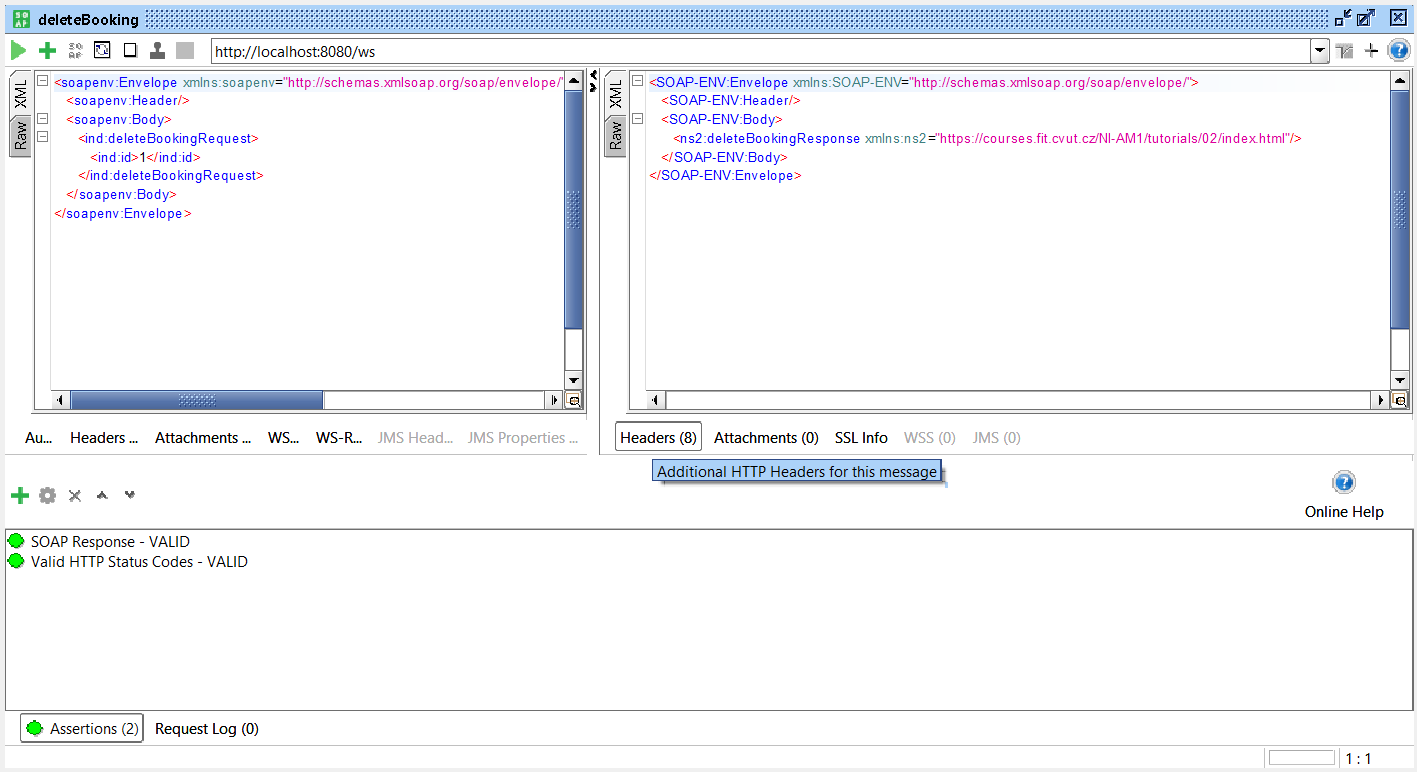 deleteBooking
http://localhost:8080/ws
XML
Raw
<soapenv:Envelope xmlns:soapenv="http://schemas.xmlsoap.org/soap/envelope/"
<soapenv:Header/>
<soapenv:Body>
<ind:deleteBookingRequest>
<ind:id>1</ind:id>
</ind:deleteBookingRequest>
</soapenv:Body>
</soapenv:Envelope>
XML
Raw
<SOAP-ENV:Envelope xmlns:SOAP-ENV="http://schemas.xmlsoap.org/soap/envelope/">
<SOAP-ENV:Header/>
<SOAP-ENV:Body>
<ns2:deleteBookingResponse xmlns:ns2="https://courses.fit.cvut.cz/NI-AM1/tutorials/02/index.html"/>
</SOAP-ENV:Body>
</SOAP-ENV:Envelope>
Au... Headers ... Attachments ... WS... WS-R... JMS Head... JMS Properties ...
Headers (8) Attachments (0) SSL Info WSS (0) JMS (0)
Additional HTTP Headers for this message
Online Help
SOAP Response - VALID
Valid HTTP Status Codes - VALID
Assertions (2) Request Log (0)
1 : 1